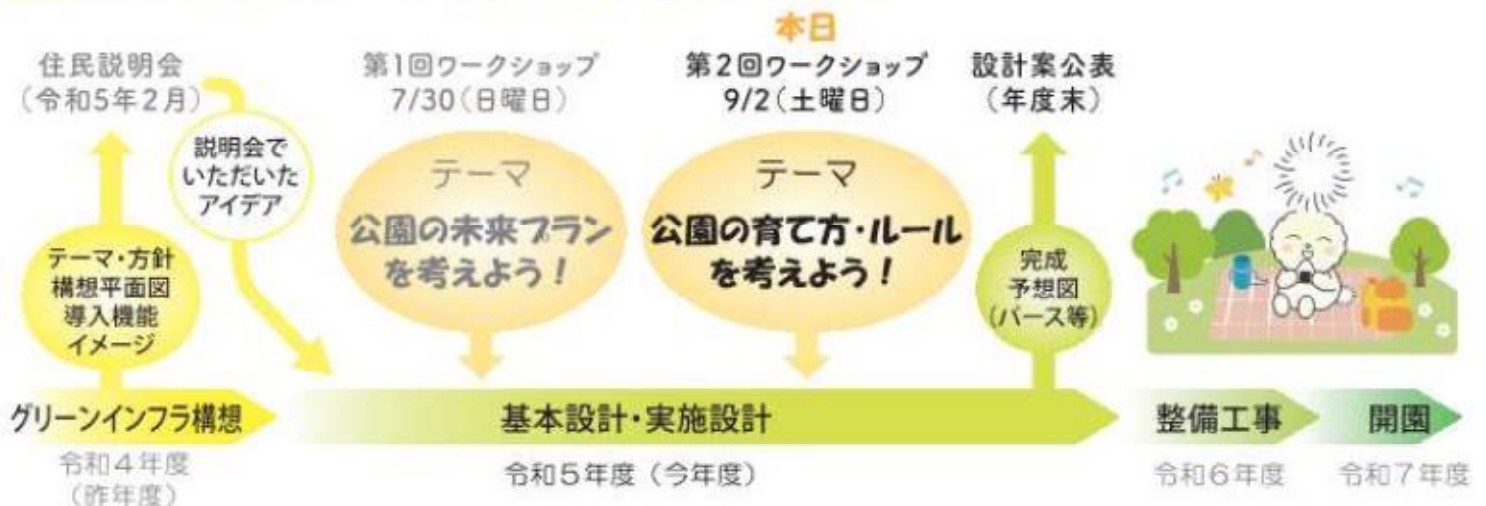 本日
住民説明会
(令和5年2月)
第1回ワークショップ
7/30(日曜日)
第2回ワークショップ
9/2(土曜日)
設計案公表
(年度末)
説明会で
いただいた
アイデア
テーマ
公園の未来プラン
を考えよう!
テーマ
公園の育て方・ルール
を考えよう!
テーマ・方針
構想平面図
導入機能
イメージ
完成
予想図
(パース等)
グリーンインフラ構想
基本設計・実施設計
整備工事
開園
令和4年度
(昨年度)
令和5年度(今年度)
令和6年度
令和7年度